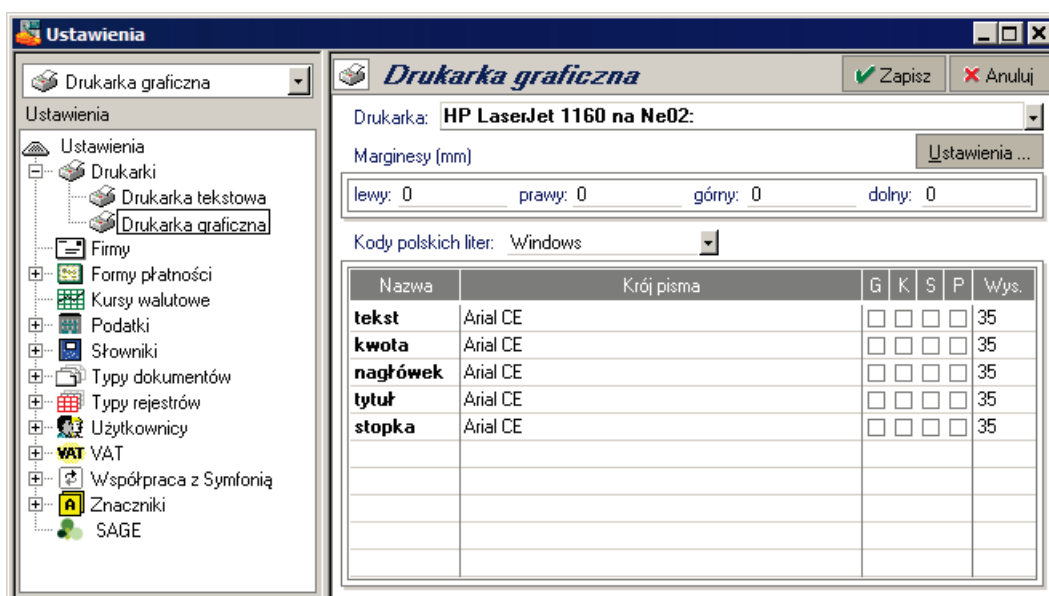 Ustawienia
Drukarka graficzna
Ustawienia
Ustawienia
Drukarki
Drukarka tekstowa
Drukarka graficzna
Firmy
Formy płatności
Kursy walutowe
Podatki
Słowniki
Typy dokumentów
Typy rejestrów
Użytkownicy
VAT VAT
Współpraca z Symfonią
A Znaczniki
SAGE
Drukarka graficzna Zapisz Anuluj
Drukarka: HP LaserJet 1160 na Ne02:
Marginesy (mm) Ustawienia ...
lewy: 0 prawy: 0 górny: 0 dolny: 0
Kody polskich liter: Windows
Nazwa Krój pisma G K S P Wys.
tekst Arial CE 35
kwota Arial CE 35
nagłówek Arial CE 35
tytuł Arial CE 35
stopka Arial CE 35